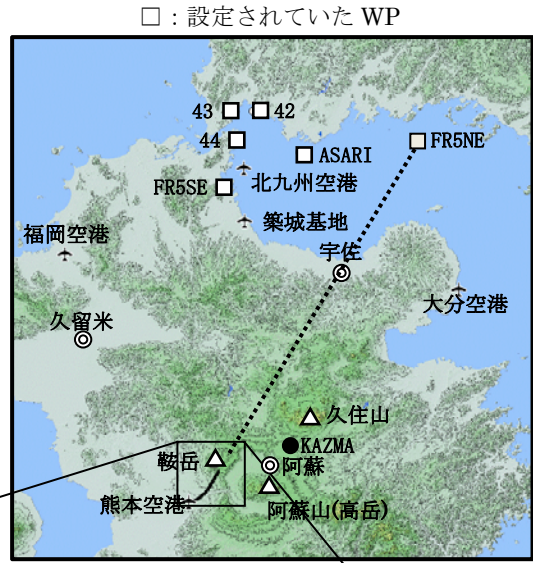 □：設定されていた WP
43
42
44
ASARI
FR5NE
北九州空港
FR5SE
築城基地
福岡空港
宇佐
大分空港
久留米
久住山
KAZMA
鞍岳
阿蘇
熊本空港
阿蘇山(高岳)